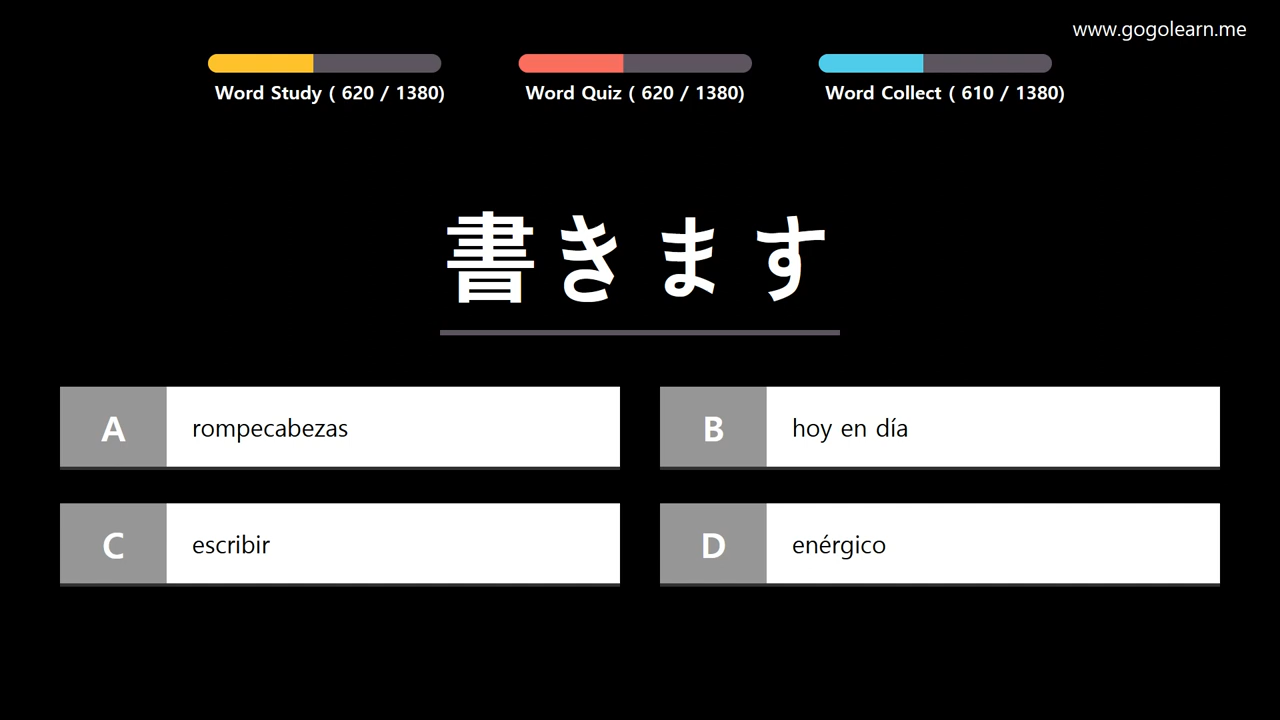 www.gogolearn.me
Word Study ( 620 / 1380)
Word Quiz ( 620 / 1380)
Word Collect ( 610 / 1380)
書きます
A rompecabezas
B hoy en día
C escribir
D enérgico